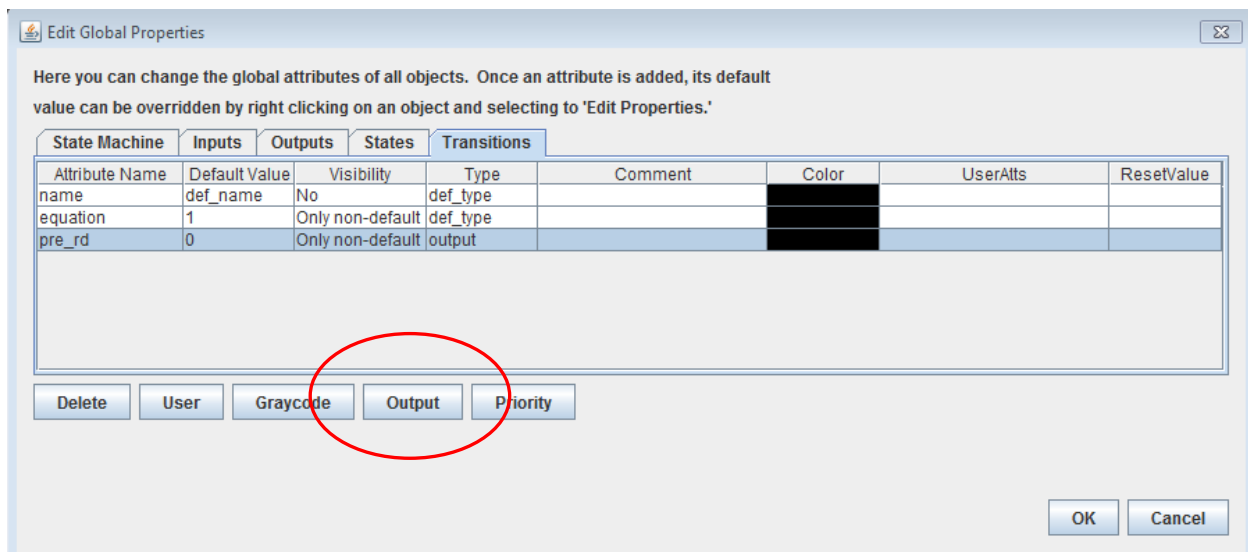 Edit Global Properties
Here you can change the global attributes of all objects. Once an attribute is added, its default
value can be overridden by right clicking on an object and selecting to 'Edit Properties.'
State Machine Inputs Outputs States Transitions
Attribute Name Default Value Visibility Type Comment Color UserAtts ResetValue
name def_name No def_type
equation 1 Only non-default def_type
pre_rd 0 Only non-default output
Delete User Graycode Output Priority
OK Cancel